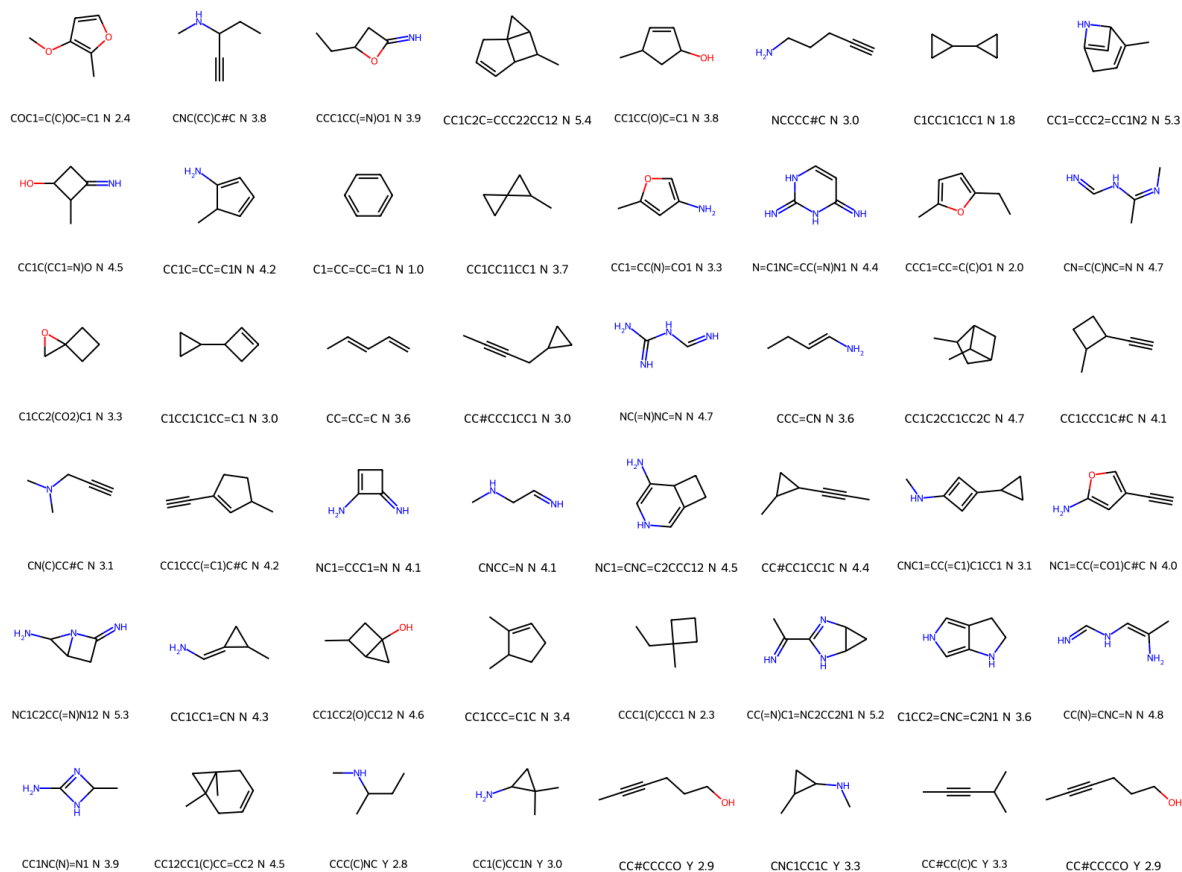 COC1=C(C)OC=C1 N 2.4
CNC(CC)C#C N 3.8
CCC1CC(=N)O1 N 3.9
CC1C2C=CCC22CC12 N 5.4
CC1CC(O)C=C1 N 3.8
NCCCC#C N 3.0
C1CC1C1CC1 N 1.8
CC1=CCC2=CC1N2 N 5.3
CC1C(CC1=N)O N 4.5
CC1C=CC=C1N N 4.2
C1=CC=CC=C1 N 1.0
CC1CC11CC1 N 3.7
CC1=CC(N)=CO1 N 3.3
N=C1NC=CC(=N)N1 N 4.4
CCC1=CC=C(C)O1 N 2.0
CN=C(C)NC=N N 4.7
C1CC2(CO2)C1 N 3.3
C1CC1C1CC=C1 N 3.0
CC=CC=C N 3.6
CC#CCC1CC1 N 3.0
NC(=N)NC=N N 4.7
CCC=CN N 3.6
CC1C2CC1CC2C N 4.7
CC1CCC1C#C N 4.1
CN(C)CC#C N 3.1
CC1CCC(=C1)C#C N 4.2
NC1=CCC1=N N 4.1
CNCC=N N 4.1
NC1=CNC=C2CCC12 N 4.5
CC#CC1CC1C N 4.4
CNC1=CC(=C1)C1CC1 N 3.1
NC1=CC(=CO1)C#C N 4.0
NC1C2CC(=N)N12 N 5.3
CC1CC1=CN N 4.3
CC1CC2(O)CC12 N 4.6
CC1CCC=C1C N 3.4
CCC1(C)CCC1 N 2.3
CC(=N)C1=NC2CC2N1 N 5.2
C1CC2=CNC=C2N1 N 3.6
CC(N)=CNC=N N 4.8
CC1NC(N)=N1 N 3.9
CC12CC1(C)CC=CC2 N 4.5
CCC(C)NC Y 2.8
CC1(C)CC1N Y 3.0
CC#CCCCO Y 2.9
CNC1CC1C Y 3.3
CC#CC(C)C Y 3.3
CC#CCCCO Y 2.9